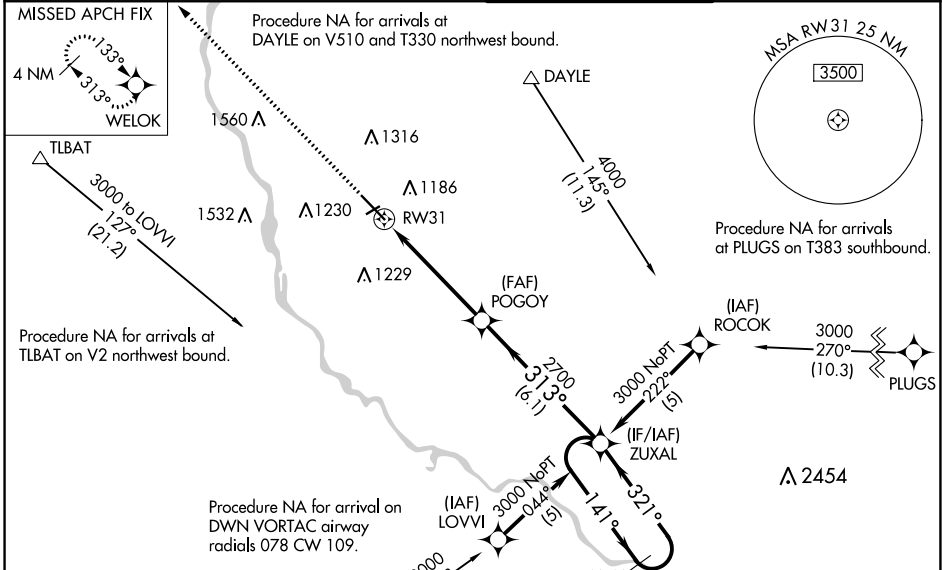 MISSED APCH FIX
133°
4 NM
313°
WELOK
Procedure NA for arrivals at
DAYLE on V510 and T330 northwest bound.
MSA RW31 25 NM
3500
DAYLE
4000
145°
(11.3)
1560
1316
TLBAT
3000 to LOVVI
127°
(21.2)
1532
1230
1186
RW31
1229
Procedure NA for arrivals
at PLUGS on T383 southbound.
(FAF)
POGOY
(IAF)
ROCOK
3000
270°
(10.3)
PLUGS
Procedure NA for arrivals at
TLBAT on V2 northwest bound.
2700
313°
(6.1)
3000 NoPT
222°
(5)
(IF/IAF)
ZUXAL
2454
Procedure NA for arrival on
DWN VORTAC airway
radials 078 CW 109.
(IAF)
LOVVI
3000 NoPT
044°
(5)
141°
321°